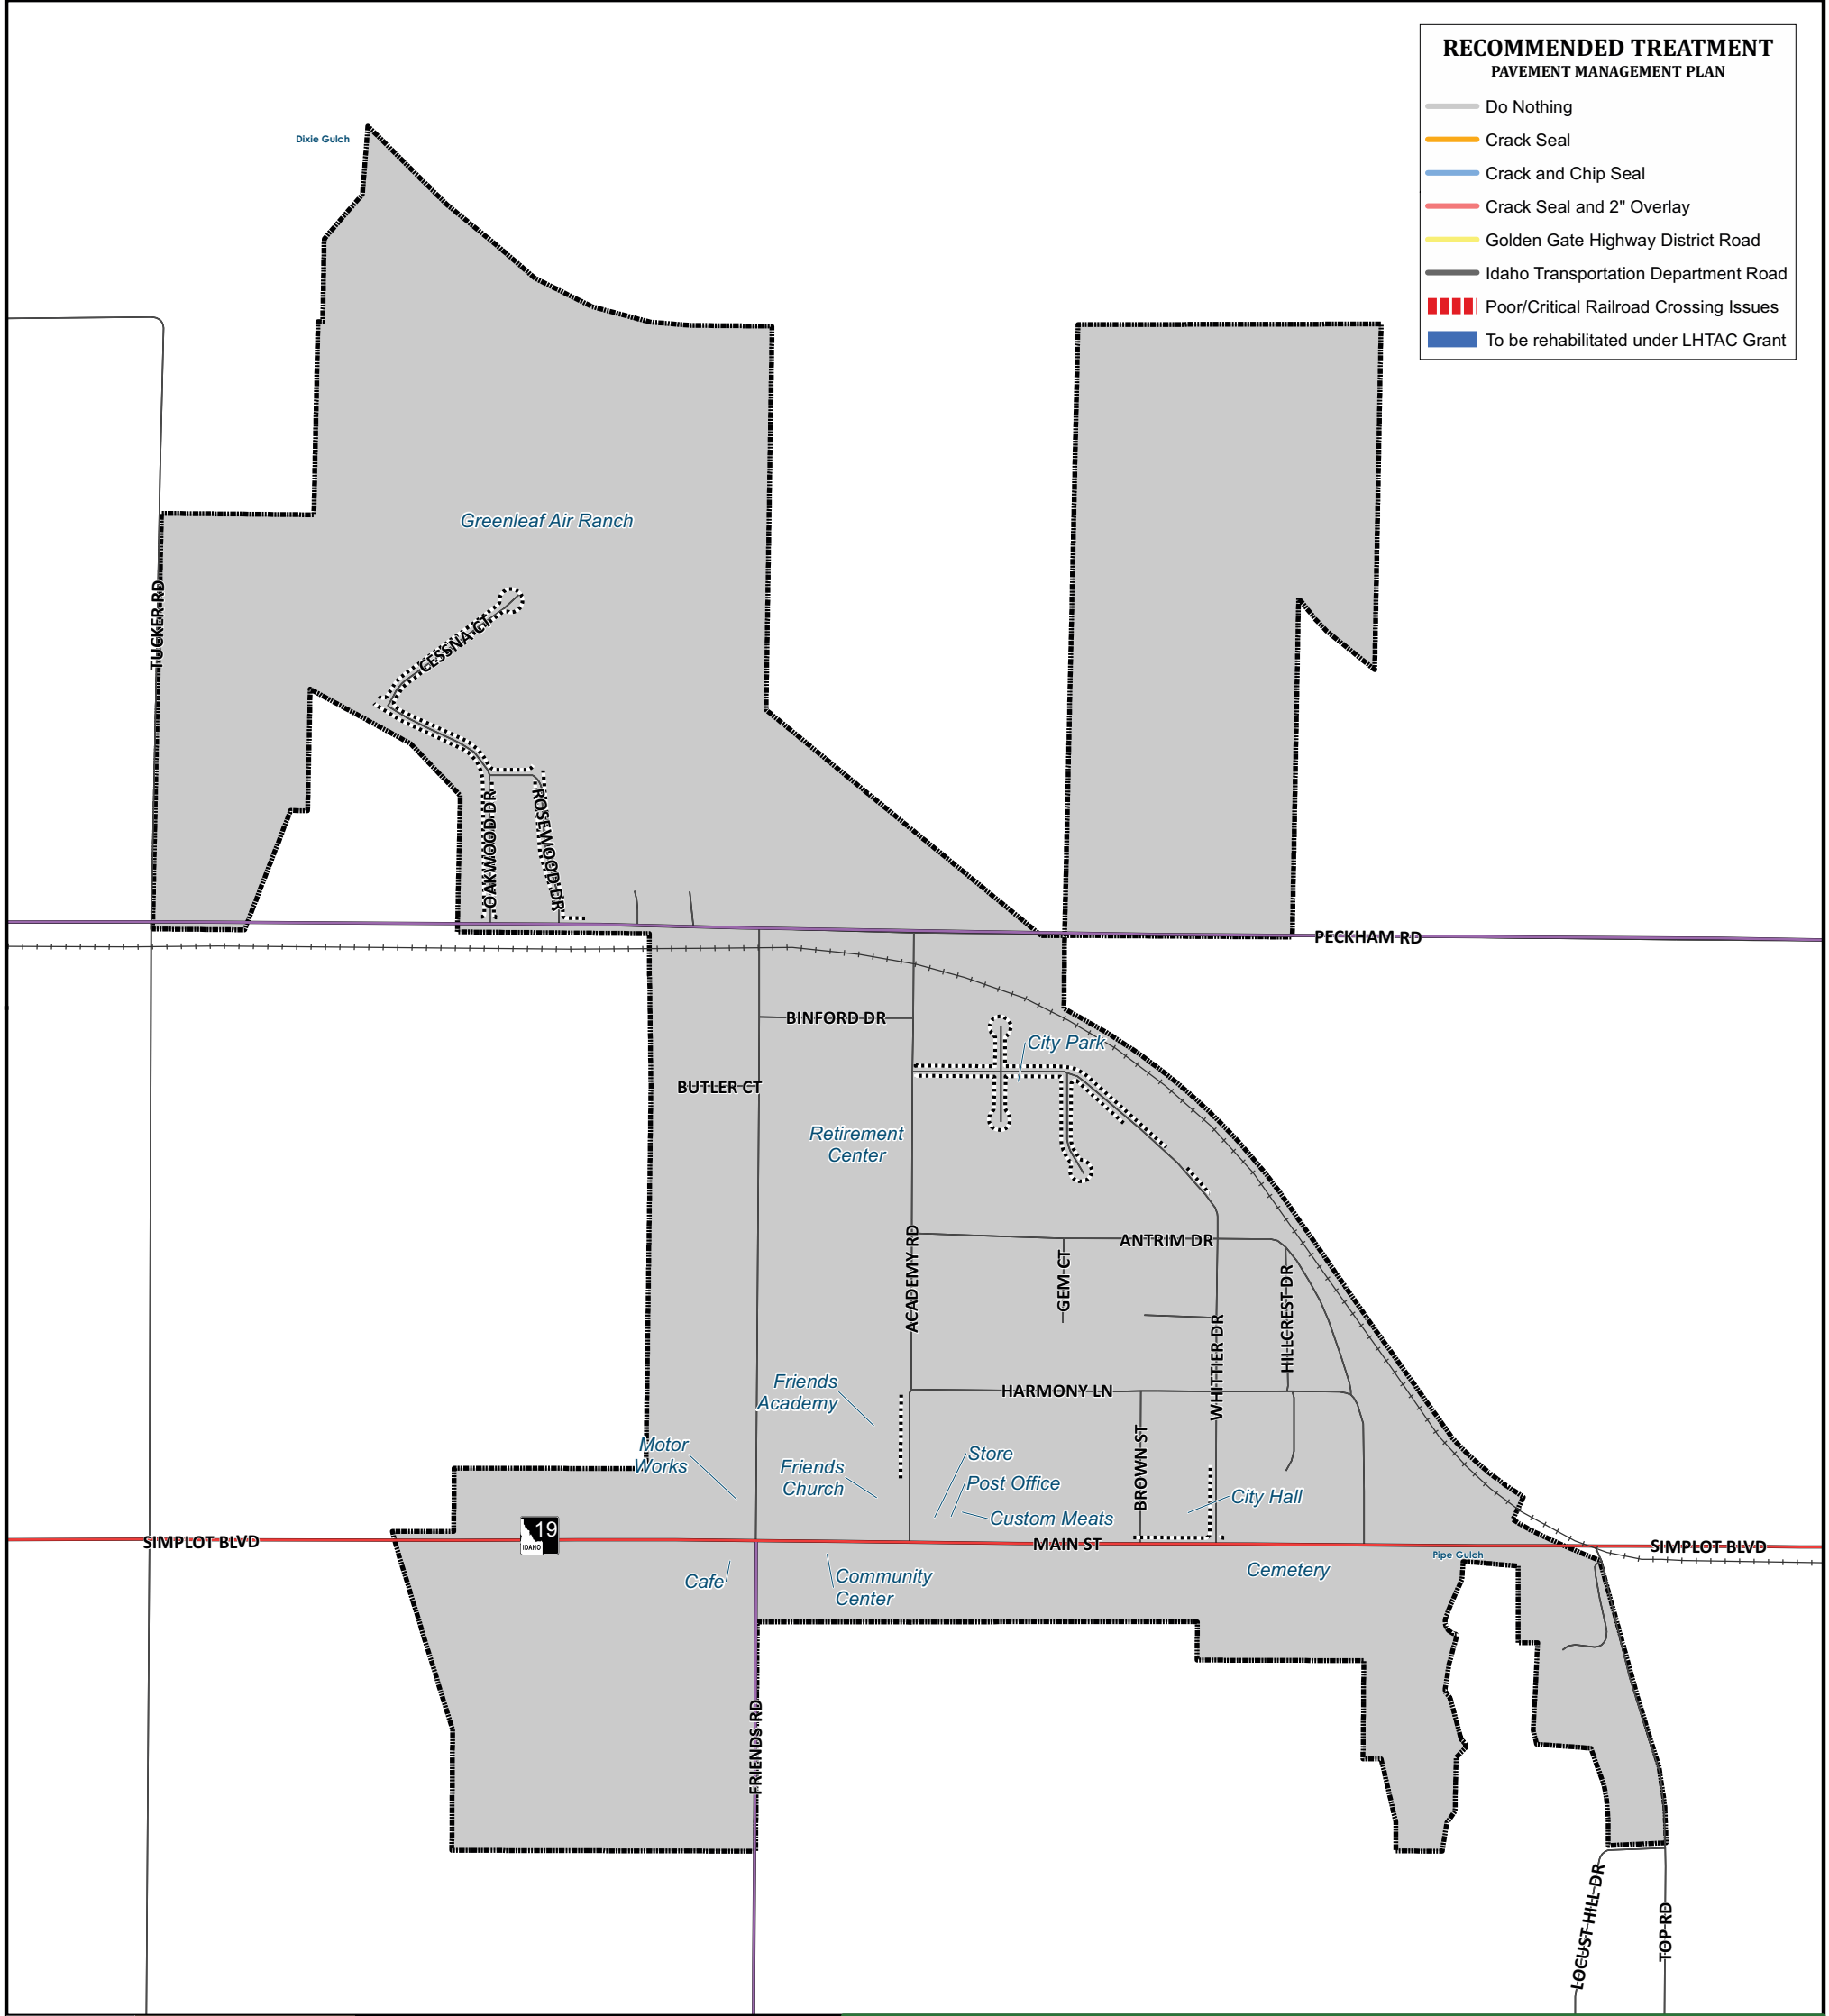 RECOMMENDED TREATMENT
PAVEMENT MANAGEMENT PLAN
Do Nothing
Crack Seal
Crack and Chip Seal
Crack Seal and 2" Overlay
Golden Gate Highway District Road
Idaho Transportation Department Road
Poor/Critical Railroad Crossing Issues
To be rehabilitated under LHTAC Grant
Dixie Gulch
Greenleaf Air Ranch
TUCKER RD
CESSNA CT
OAKWOOD DR
ROSEWOOD DR
PECKHAM RD
BINFORD DR
City Park
BUTLER CT
Retirement
Center
ACADEMY RD
ANTRIM DR
GEM CT
HILLCREST DR
WHITTIER DR
Friends
Academy
HARMONY LN
BROWN ST
Motor
Works
Friends
Church
Store
Post Office
Custom Meats
City Hall
SIMPLOT BLVD
19
IDAHO
MAIN ST
SIMPLOT BLVD
Pipe Gulch
Cafe
Community
Center
Cemetery
FRIENDS RD
LOCUST HILL DR
TOP RD